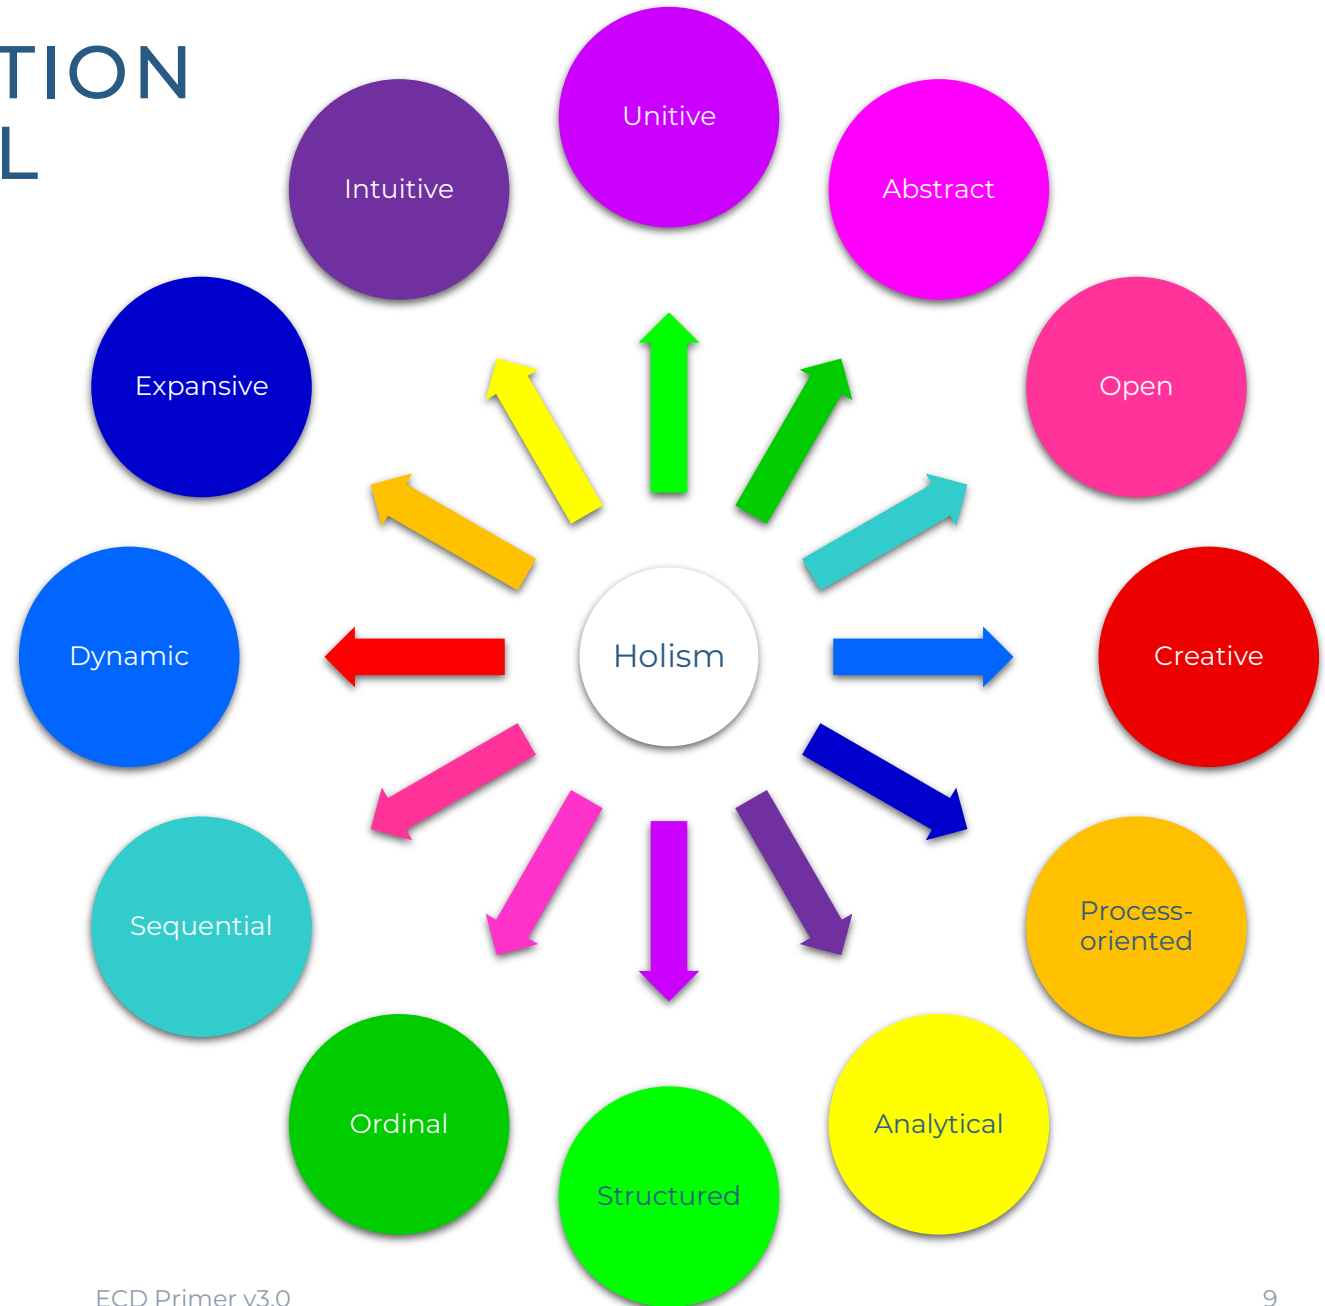 TION
L
Unitive
Intuitive
Abstract
Expansive
Open
Dynamic
Holism
Creative
Sequential
Process-
oriented
Ordinal
Analytical
Structured
ECD Primer v3.0
9